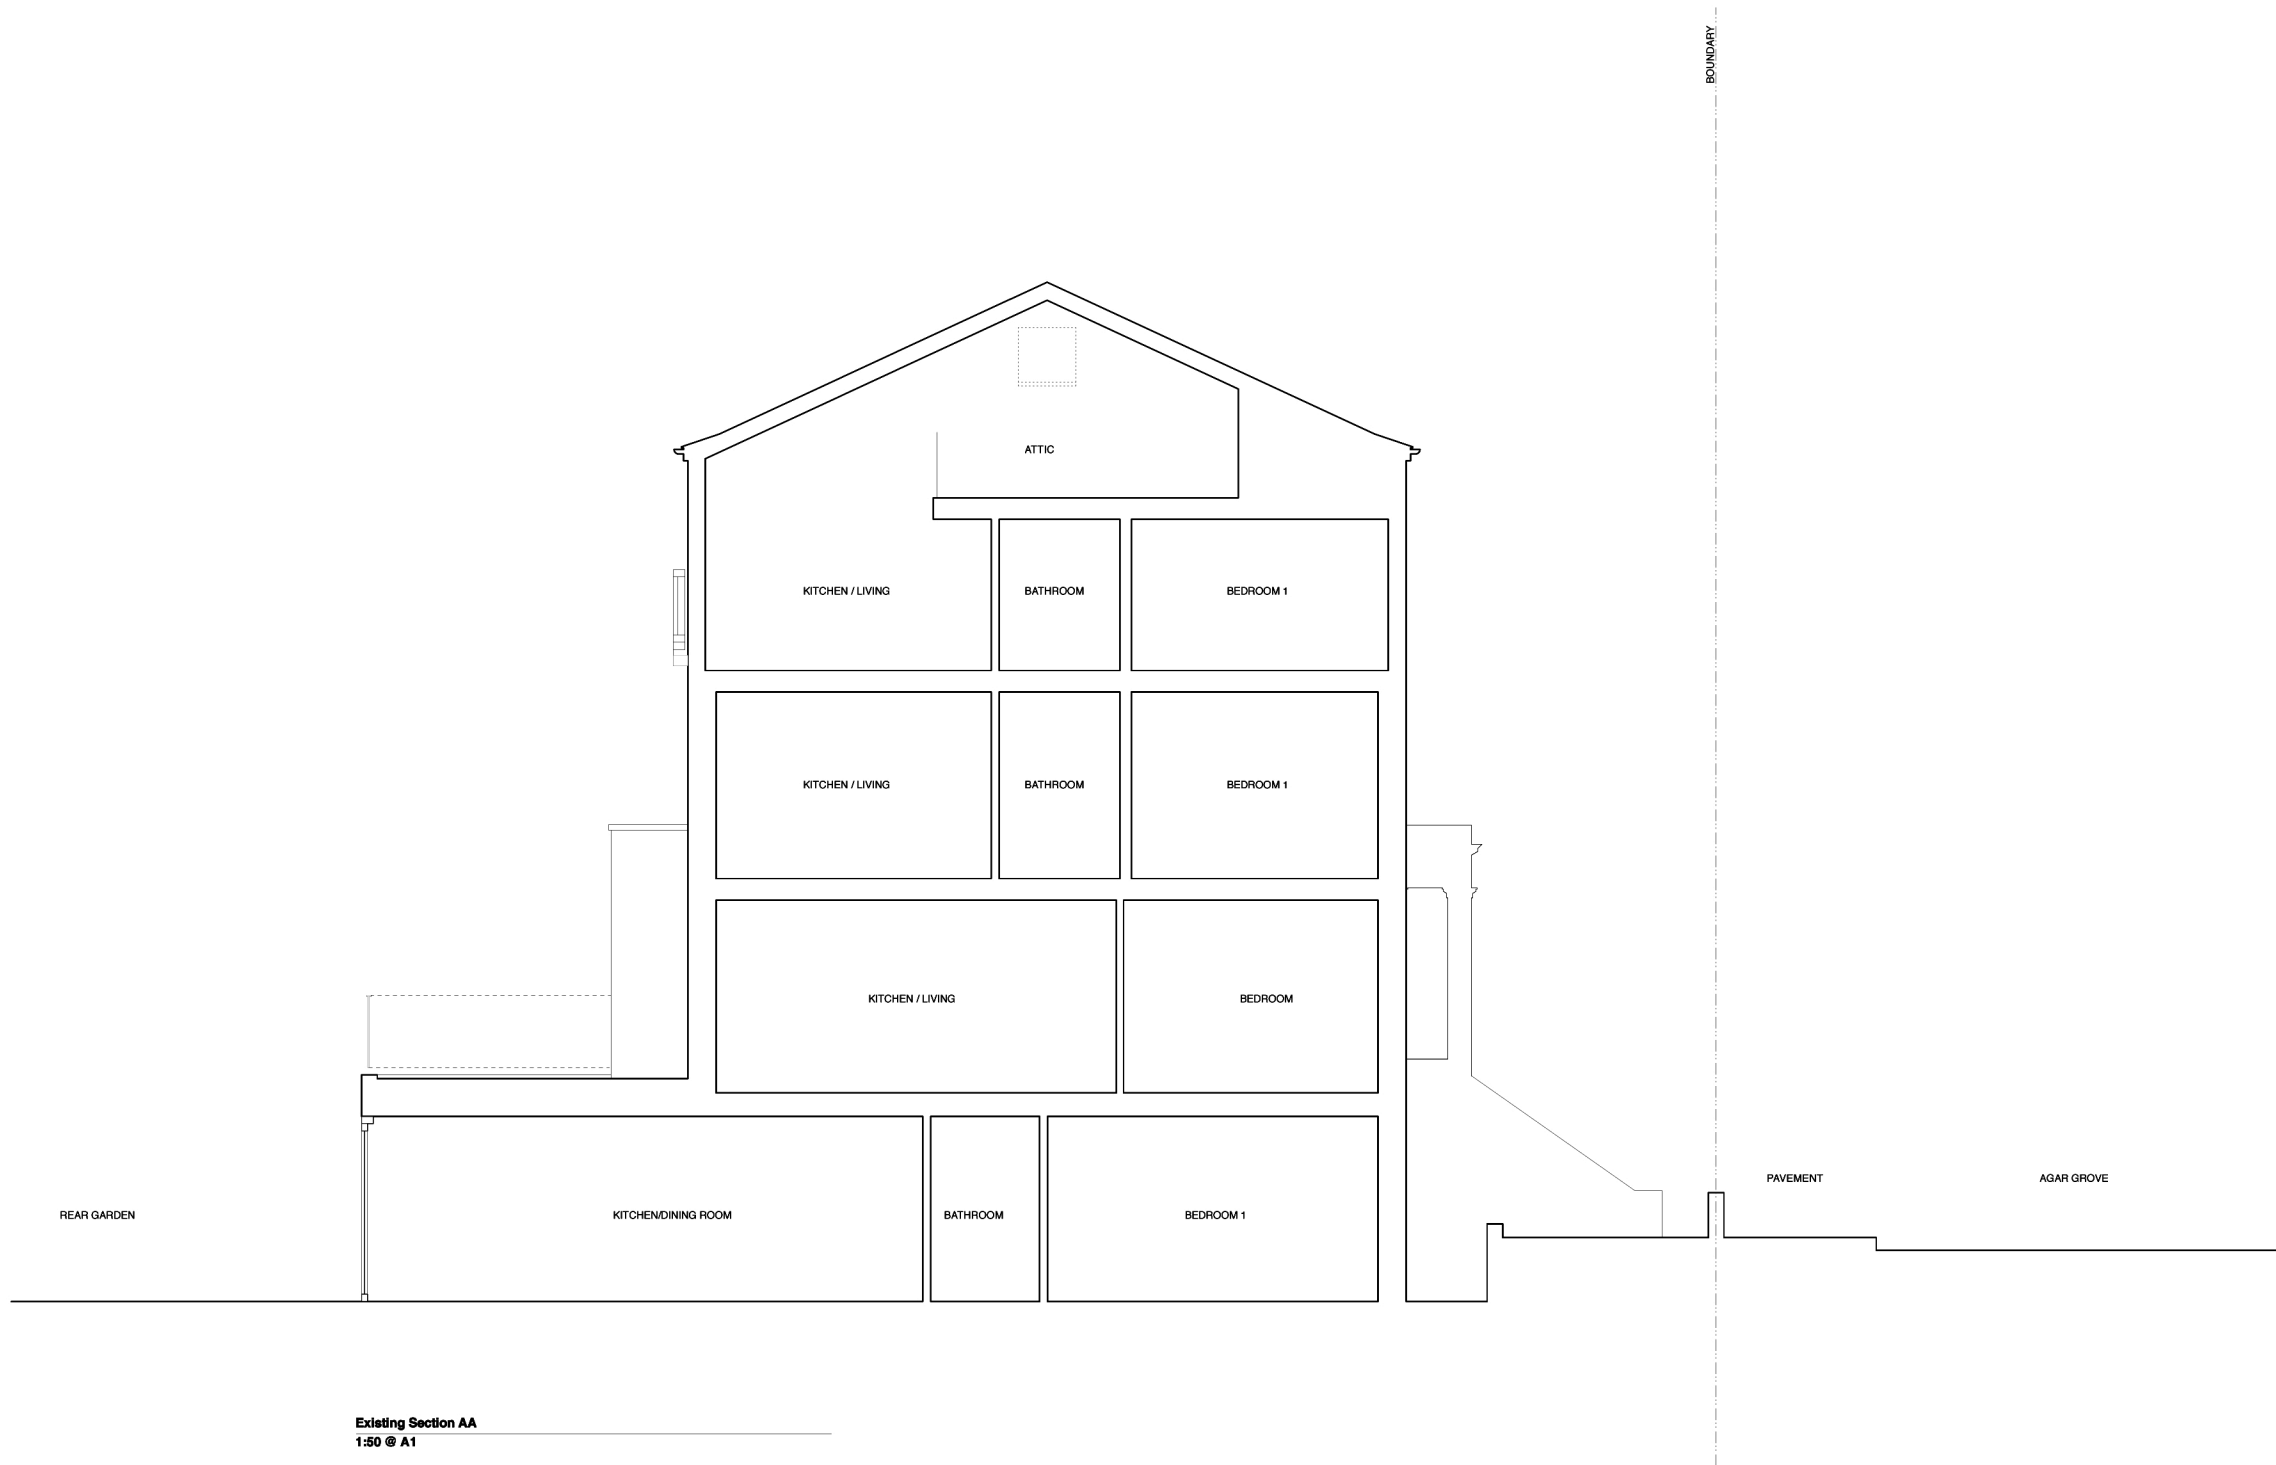 BOUNDARY
ATTIC
KITCHEN / LIVING
BATHROOM
BEDROOM 1
KITCHEN / LIVING
BATHROOM
BEDROOM 1
KITCHEN / LIVING
BEDROOM
PAVEMENT
AGAR GROVE
REAR GARDEN
KITCHEN/DINING ROOM
BATHROOM
BEDROOM 1
Existing Section AA
1:50 @ A1